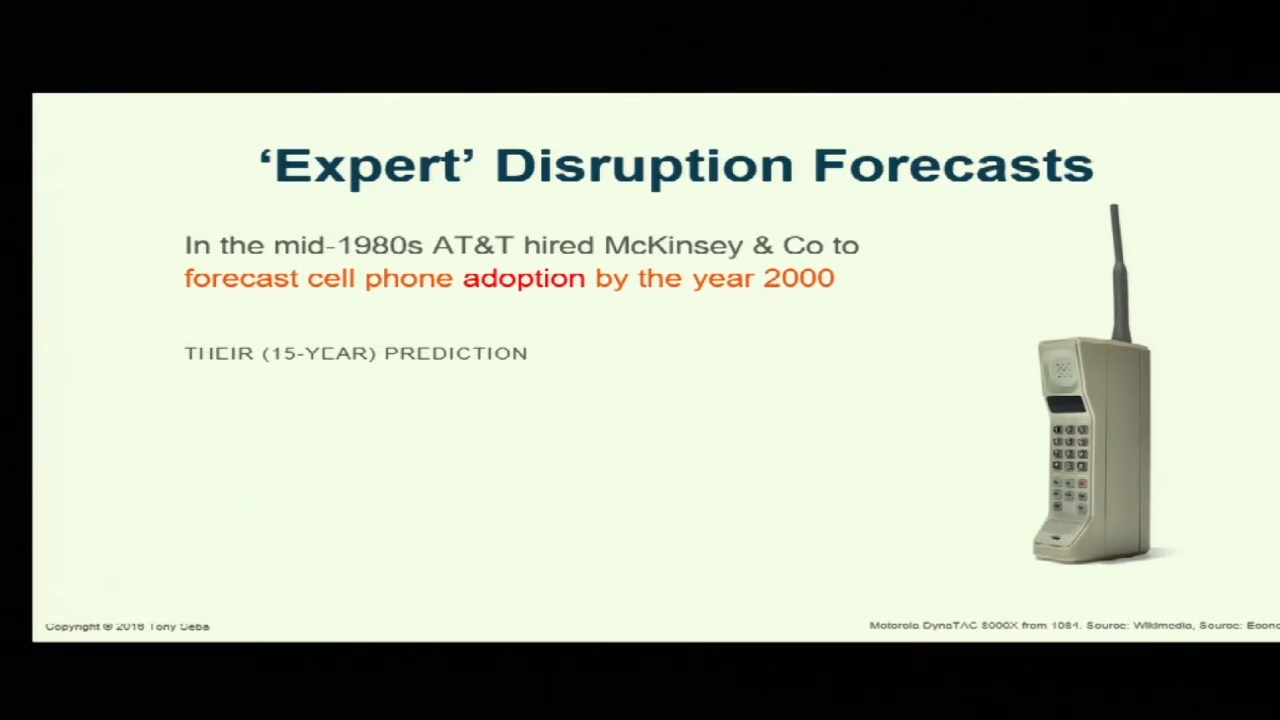 ‘Expert’ Disruption Forecasts
In the mid-1980s AT&T hired McKinsey & Co to
forecast cell phone adoption by the year 2000
THEIR (15-YEAR) PREDICTION
Copyright © 2016 Tony Seba
Motorola DynaTAC 8000X from 1984. Source: Wikimedia, Source: Econo